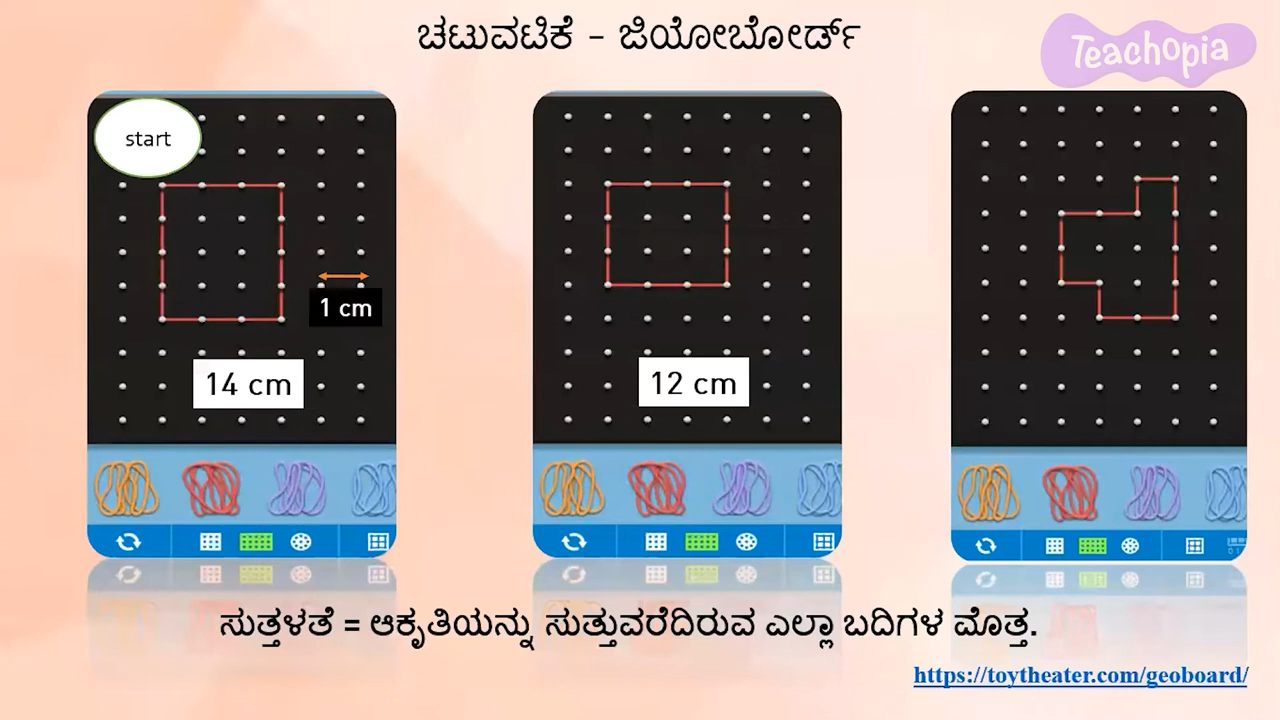 ಚಟುವಟಿಕೆ - ಜಿಯೋಬೋರ್ಡ್
Teachopia
start
1 cm
14 cm
12 cm
ಸುತ್ತಳತೆ = ಆಕೃತಿಯನ್ನು ಸುತ್ತುವರೆದಿರುವ ಎಲ್ಲಾ ಬದಿಗಳ ಮೊತ್ತ.
https://toytheater.com/geoboard/